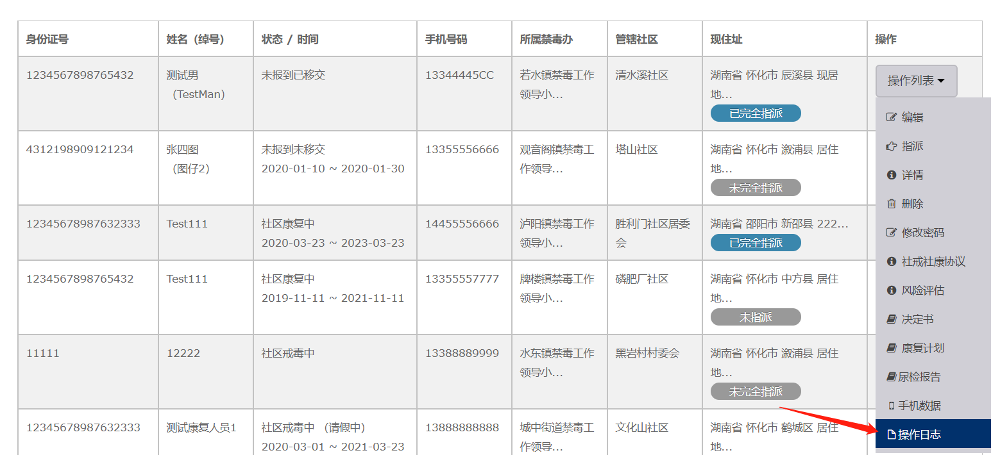 身份证号 姓名（绰号） 状态 / 时间 手机号码 所属禁毒办 管辖社区 现住址 操作
1234567898765432 测试男 未报到已移交 13344445CC 若水镇禁毒工作 清水溪社区 湖南省 怀化市 辰溪县 现居 操作列表
（TestMan） 领导小... 地...
已完全指派
编辑
4312198909121234 张四图 未报到未移交 13355556666 观音阁镇禁毒工 塔山社区 湖南省 怀化市 溆浦县 居住 指派
（图仔2） 2020-01-10 ~ 2020-01-30 作领导... 地... 详情
未完全指派
删除
12345678987632333 Test111 社区康复中 14455556666 泸阳镇禁毒工作 胜利门社区居委 湖南省 邵阳市 新邵县 222... 修改密码
2020-03-23 ~ 2023-03-23 领导小... 会 已完全指派
社戒社康协议
1234567898765432 Test111 社区康复中 13355557777 牌楼镇禁毒工作 磷肥厂社区 湖南省 怀化市 中方县 居住 风险评估
2019-11-11 ~ 2021-11-11 领导小... 地...
未指派 决定书
11111 12222 社区戒毒中 13388889999 水东镇禁毒工作 黑岩村村委会 湖南省 怀化市 溆浦县 居住 康复计划
领导小... 地... 尿检报告
未完全指派
手机数据
12345678987632333 测试康复人员1 社区戒毒中 （请假中） 13888888888 城中街道禁毒工 文化山社区 湖南省 怀化市 鹤城区 居住 操作日志
2020-03-01 ~ 2021-03-23 作领导... 地...